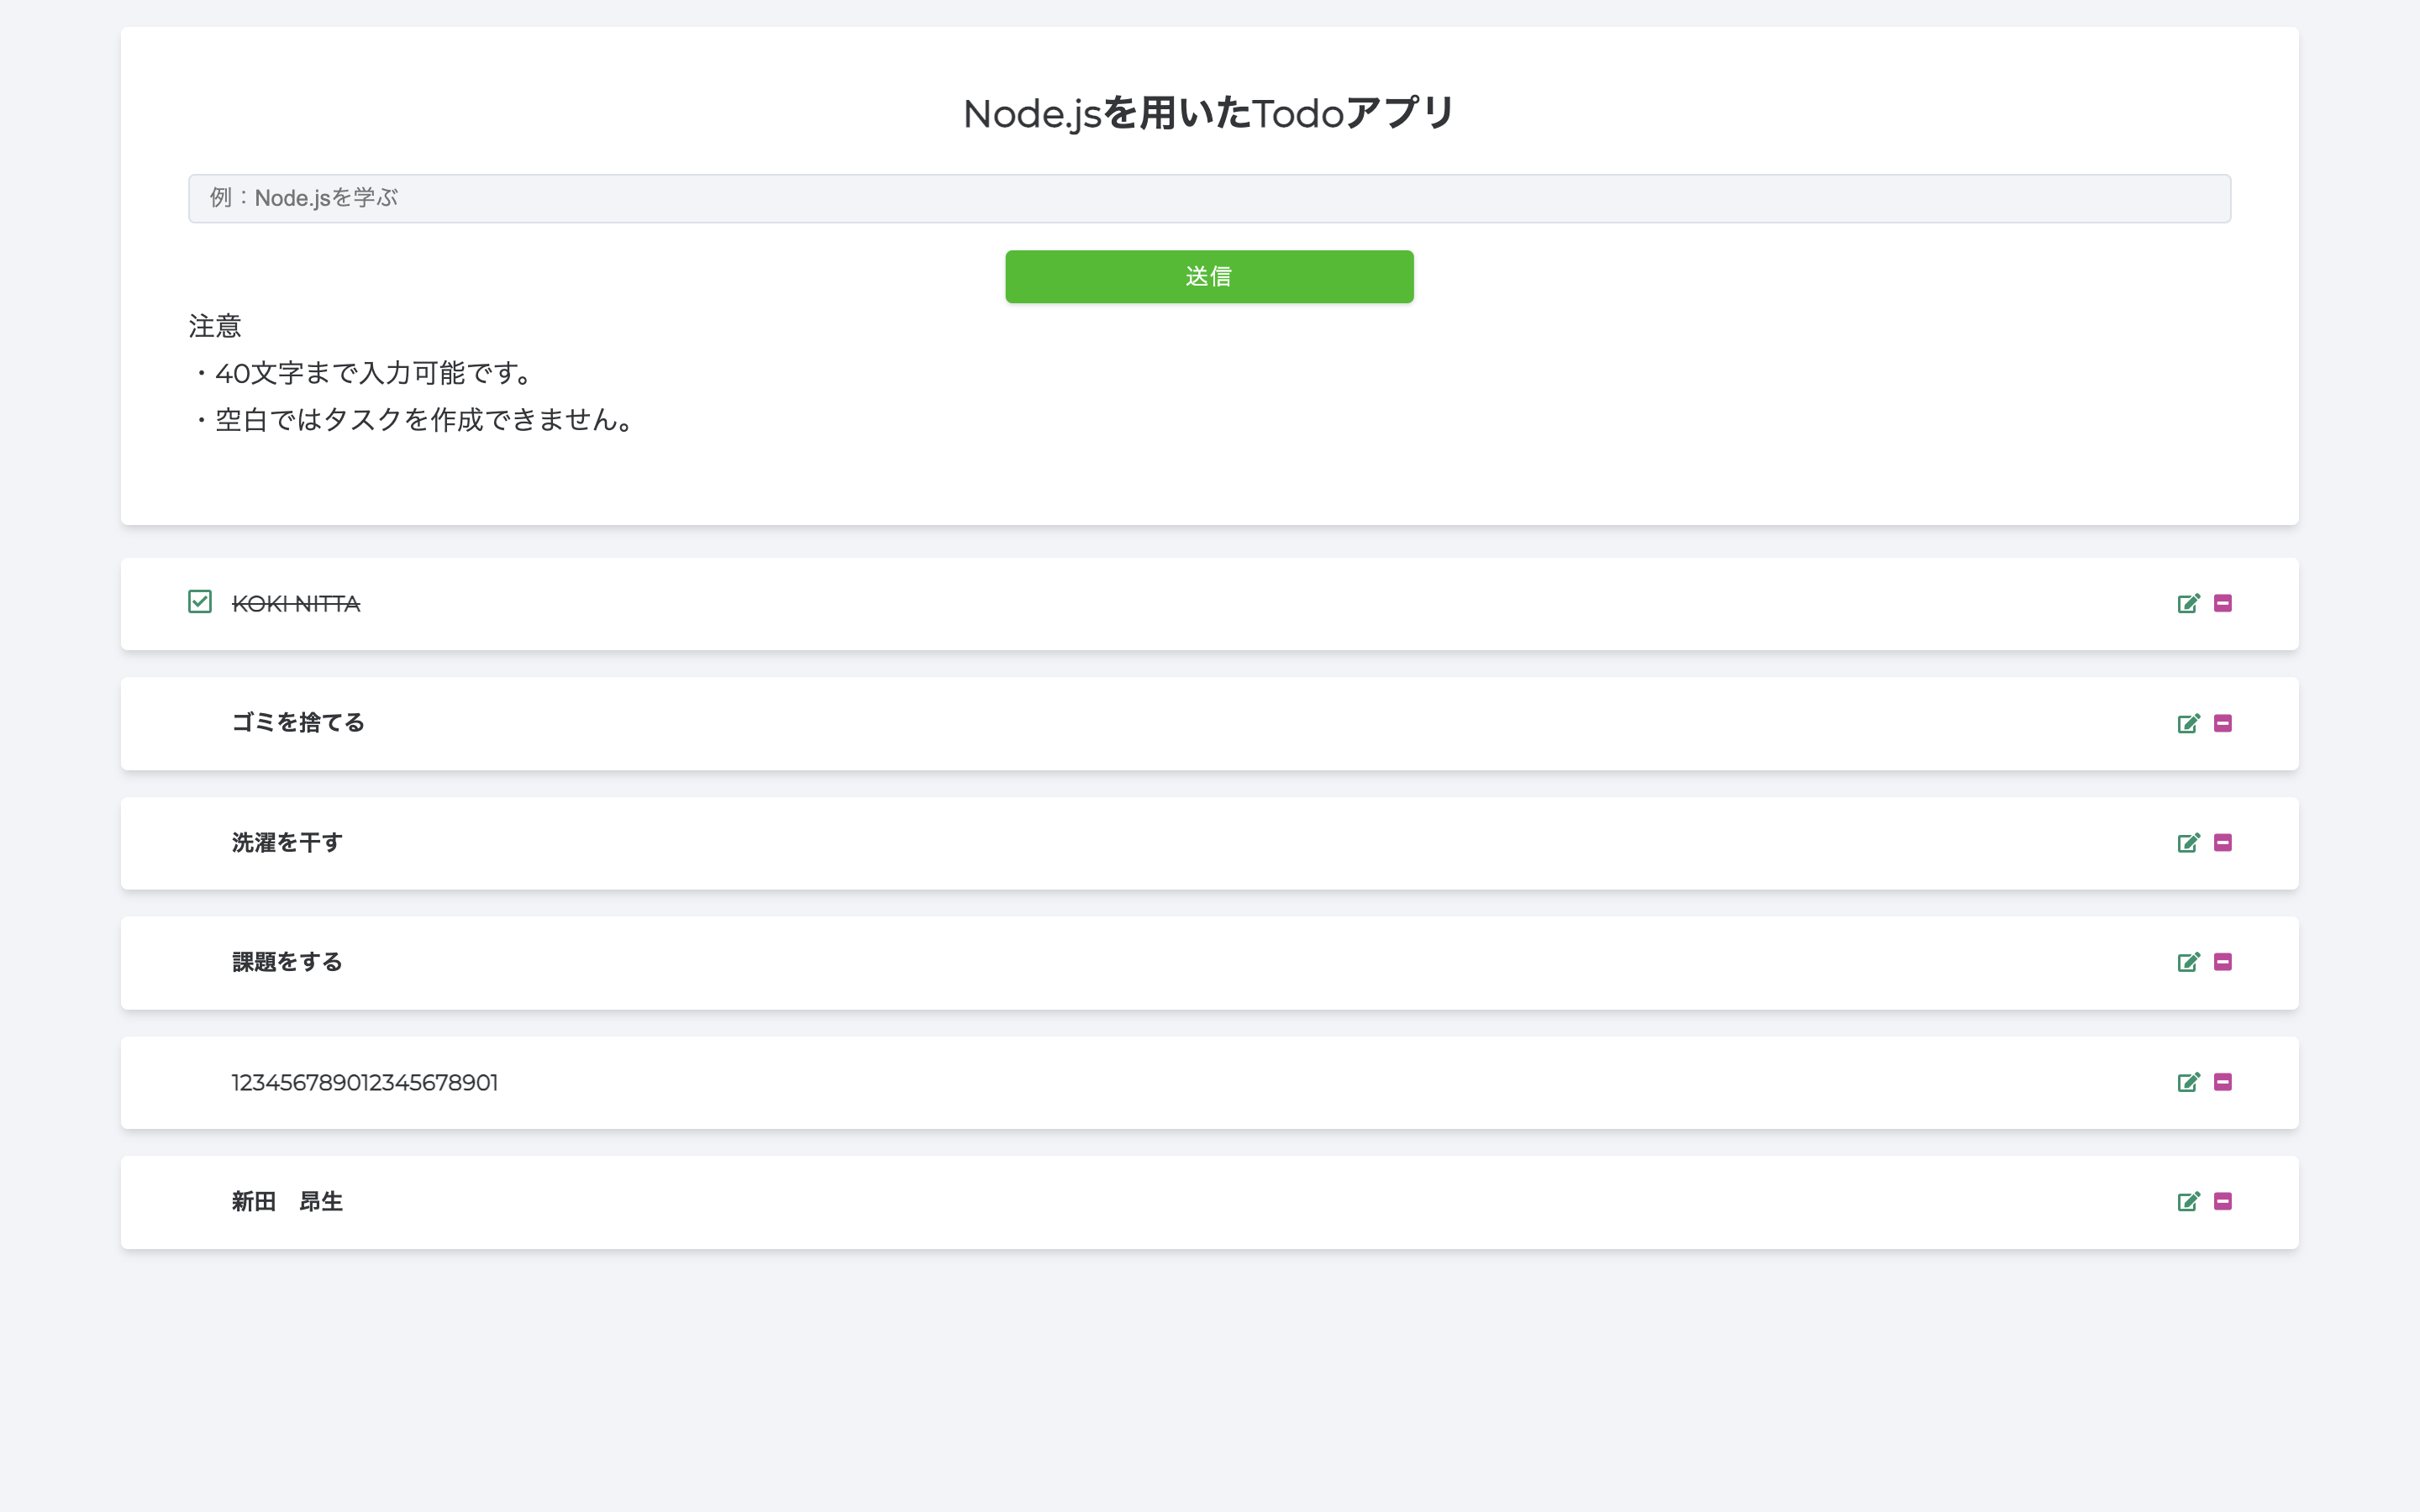 Node.jsを用いたTodoアプリ
例：Node.jsを学ぶ
送信
注意
・40文字まで入力可能です。
・空白ではタスクを作成できません。
KOKI NITTA
ゴミを捨てる
洗濯を干す
課題をする
123456789012345678901
新田　昂生